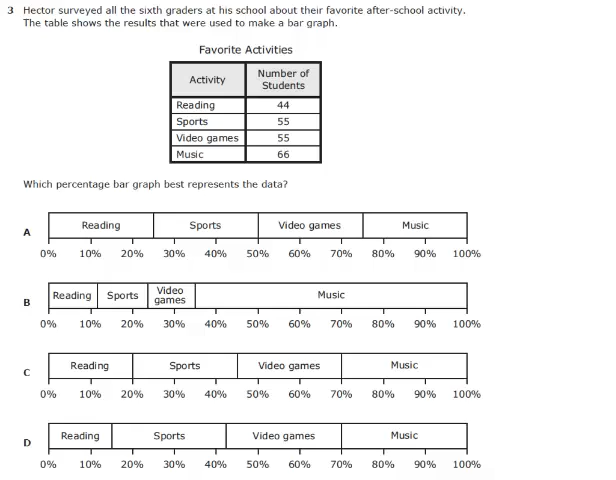 3 Hector surveyed all the sixth graders at his school about their favorite after-school activity.
The table shows the results that were used to make a bar graph.
Favorite Activities
Activity Number of Students
Reading 44
Sports 55
Video games 55
Music 66
Which percentage bar graph best represents the data?
A Reading Sports Video games Music
0% 10% 20% 30% 40% 50% 60% 70% 80% 90% 100%
B Reading Sports Video games Music
0% 10% 20% 30% 40% 50% 60% 70% 80% 90% 100%
C Reading Sports Video games Music
0% 10% 20% 30% 40% 50% 60% 70% 80% 90% 100%
D Reading Sports Video games Music
0% 10% 20% 30% 40% 50% 60% 70% 80% 90% 100%